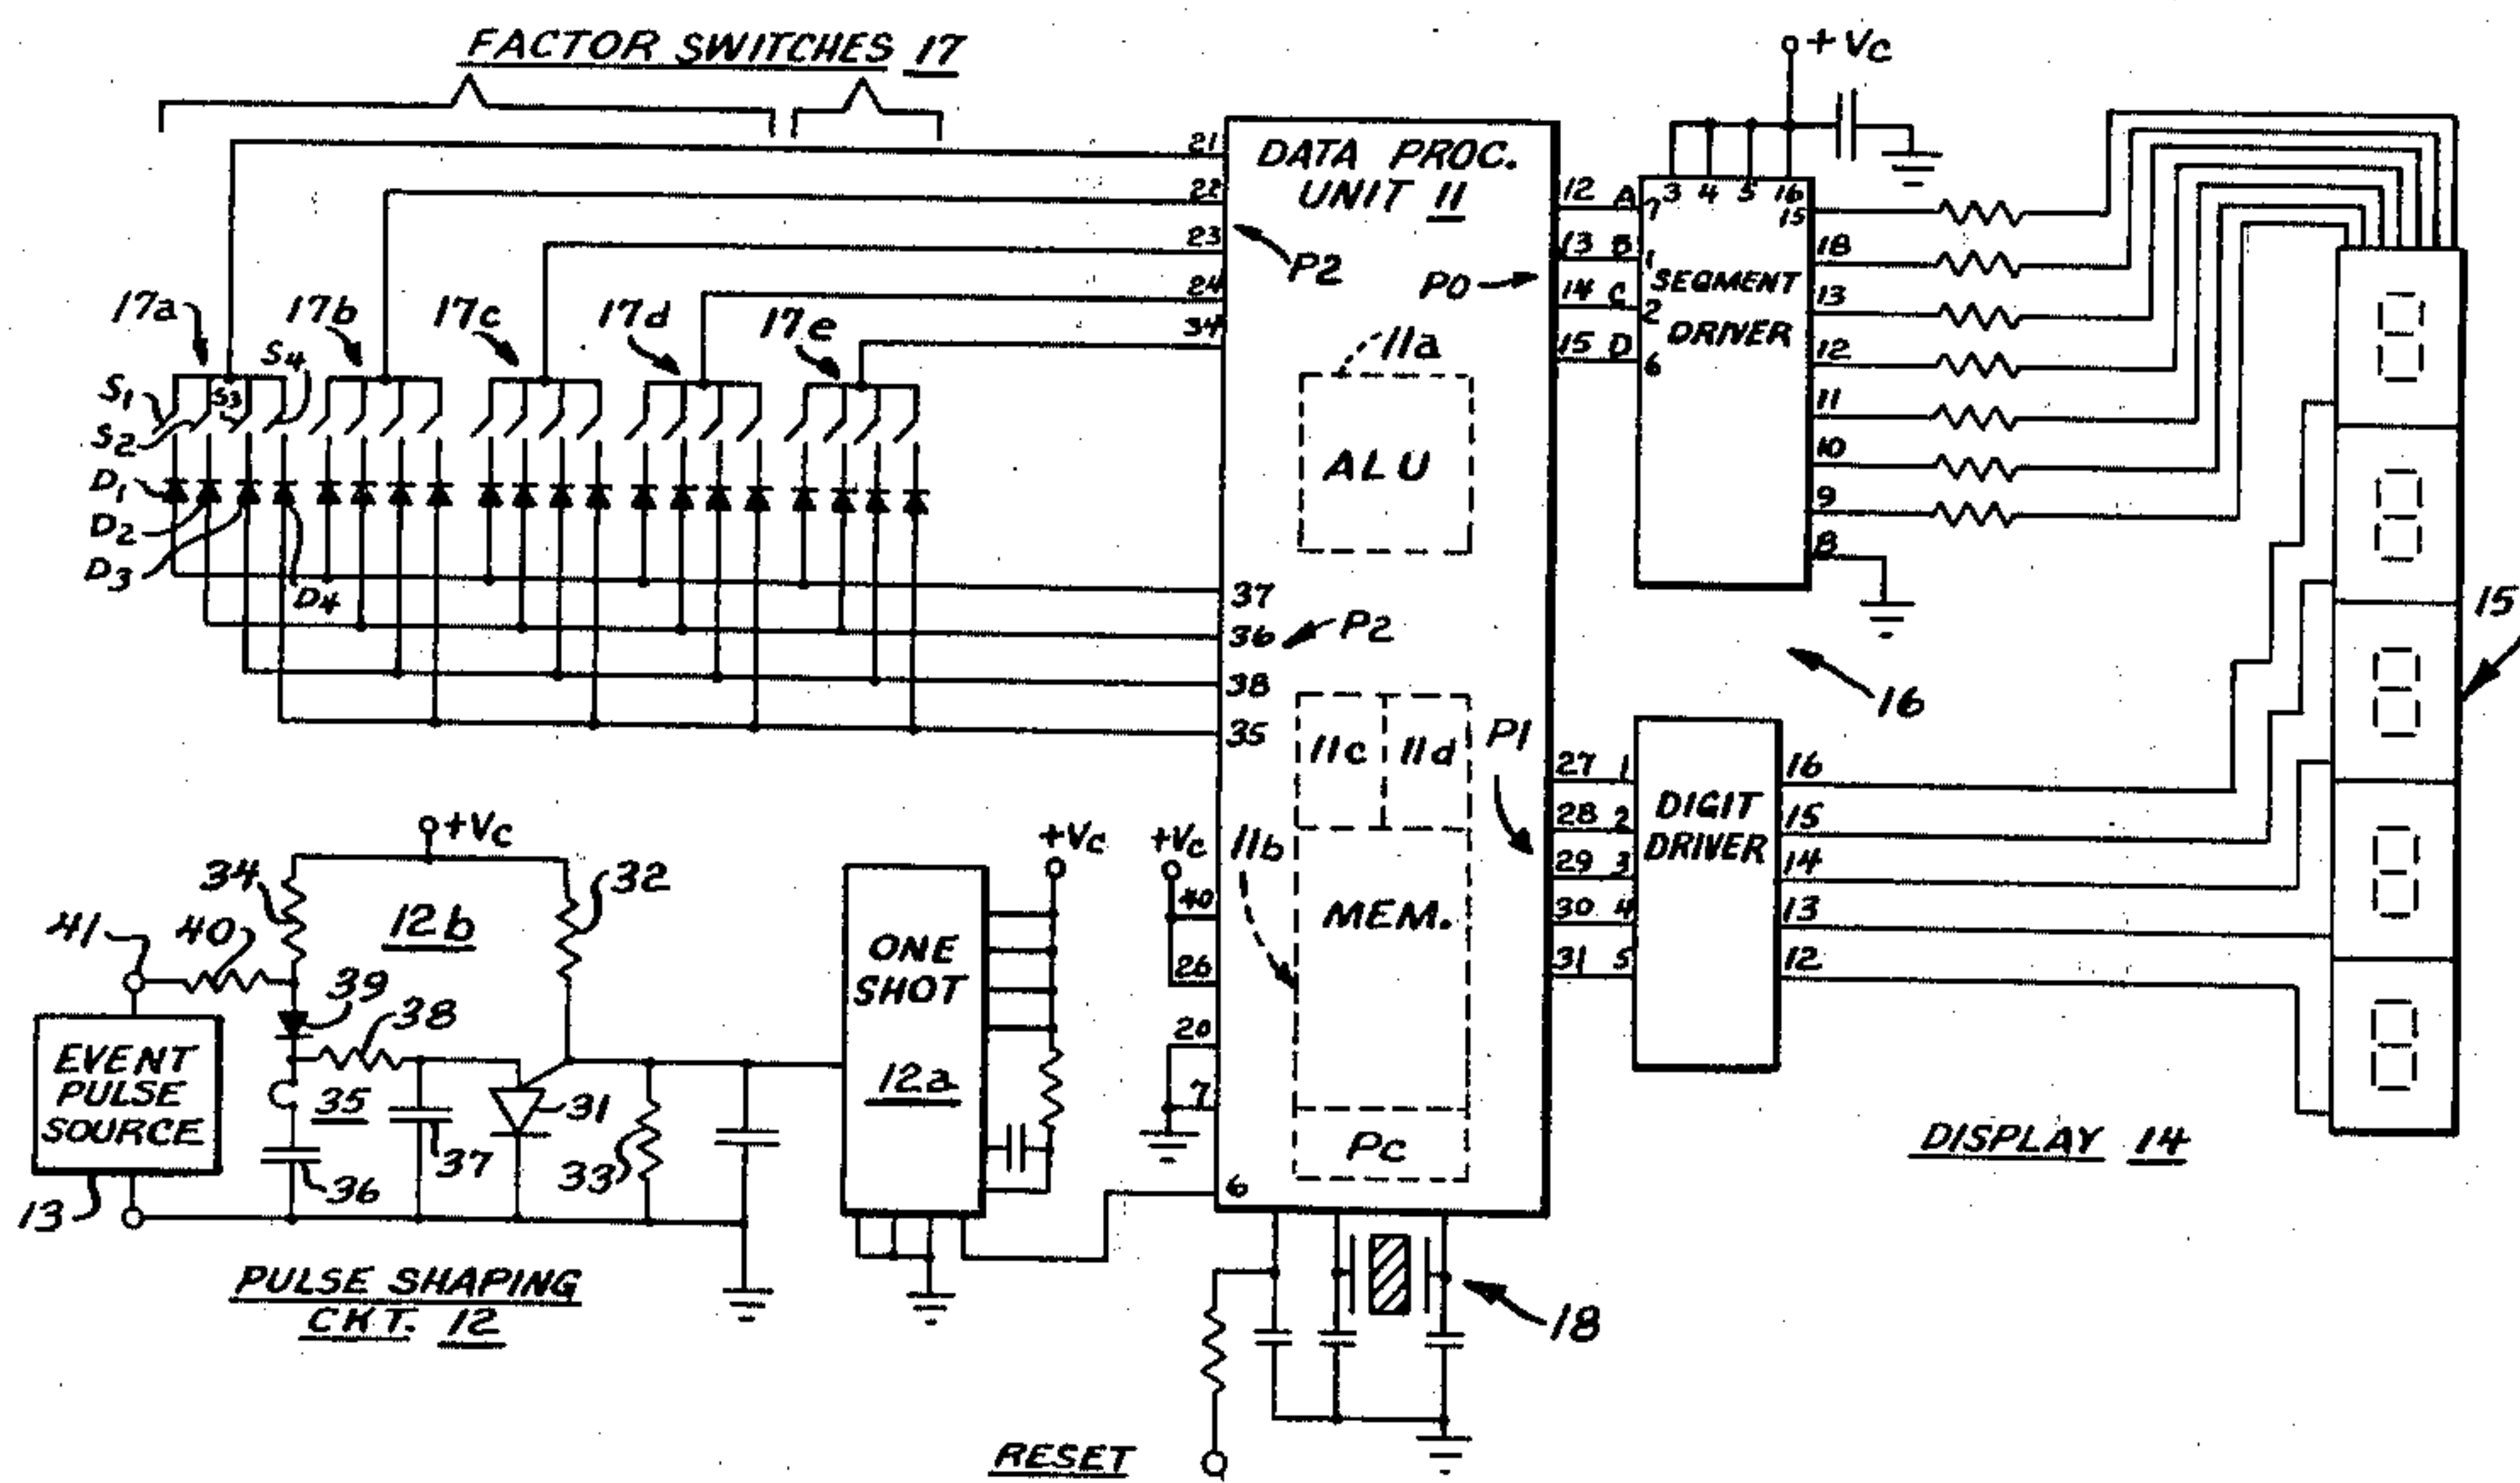 FACTOR SWITCHES 17
+Vc
21
22
23
24
34
DATA PROC.
UNIT 11
P2
P0
12 A
13 B
14 C
15 D
7
1
2
6
3 4 5 16
SEGMENT
DRIVER
15
18
13
12
11
10
9
8
17a
17b
17c
17d
17e
S1
S2
S3
S4
D1
D2
D3
D4
11a
ALU
37
36
38
35
P2
11c
11d
P1
16
15
27 1
28 2
29 3
30 4
31 5
DIGIT
DRIVER
16
15
14
13
12
+Vc
34
32
12b
41
40
39
38
EVENT
PULSE
SOURCE
13
35
36
37
31
33
ONE
SHOT
12a
+Vc
+Vc
40
26
20
7
6
11b
MEM.
Pc
DISPLAY 14
PULSE SHAPING
CKT. 12
18
RESET